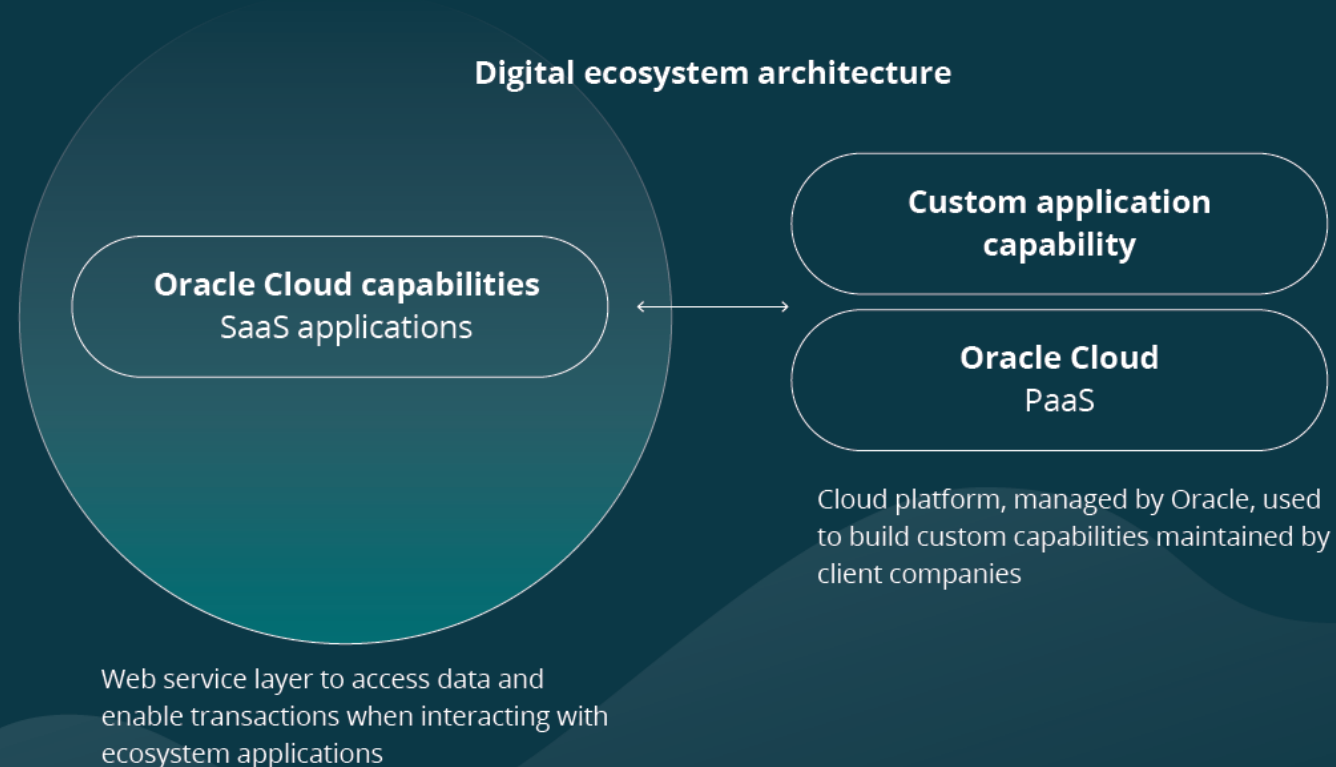 Digital ecosystem architecture
Oracle Cloud capabilities
SaaS applications
Custom application
capability
Oracle Cloud
PaaS
Cloud platform, managed by Oracle, used
to build custom capabilities maintained by
client companies
Web service layer to access data and
enable transactions when interacting with
ecosystem applications